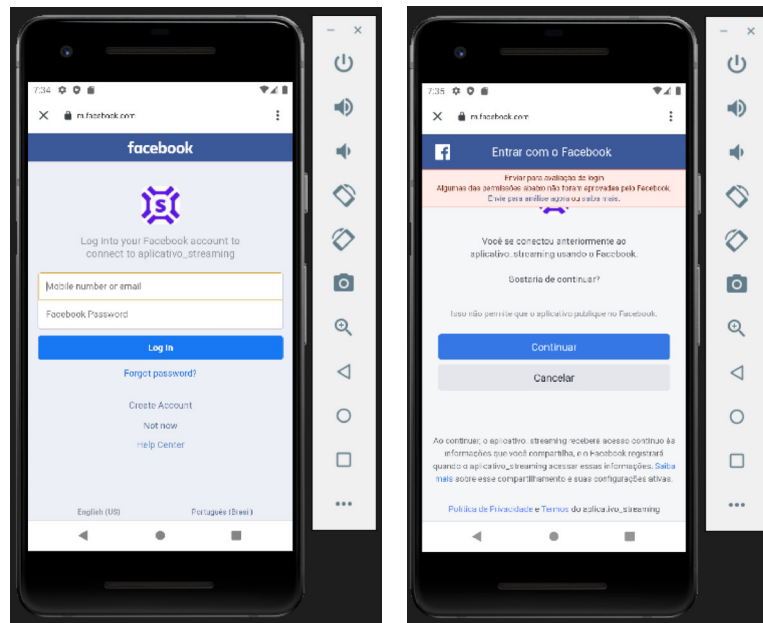 7:34
m.facebook.com
facebook
S
Log into your Facebook account to
connect to aplicativo_streaming
Mobile number or email
Facebook Password
Log In
Forgot password?
Create Account
Not now
Help Center
English (US)
Português (Brasil)
7:35
m.facebook.com
Entrar com o Facebook
Enviar para avaliação de login
Algumas das permissões abaixo não foram aprovadas pelo Facebook.
Envie para análise agora ou saiba mais.
Você se conectou anteriormente ao
aplicativo_streaming usando o Facebook.
Gostaria de continuar?
Isso não permite que o aplicativo publique no Facebook.
Continuar
Cancelar
Ao continuar, o aplicativo_streaming receberá acesso contínuo às
informações que você compartilha, e o Facebook registrará
quando o aplicativo_streaming acessar essas informações. Saiba
mais sobre esse compartilhamento e suas configurações ativas.
Política de Privacidade e Termos do aplicativo_streaming